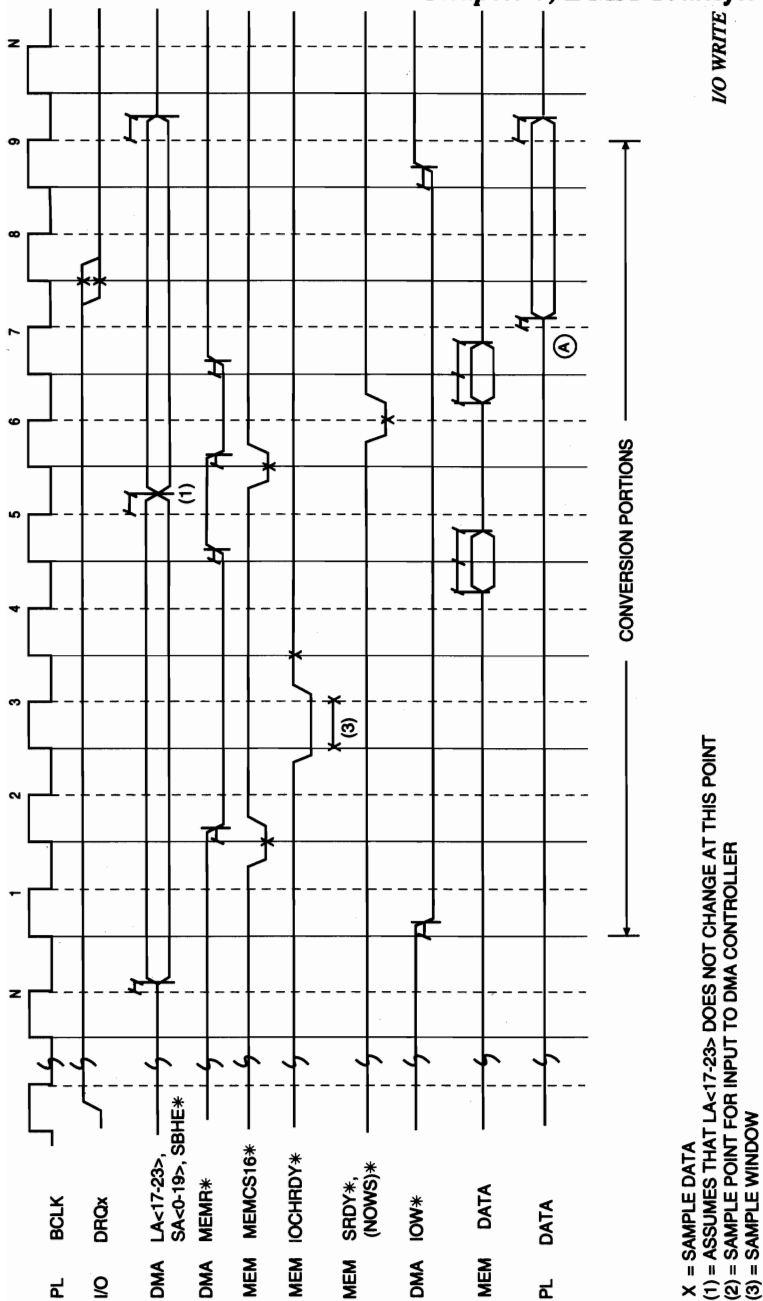 N 1 2 3 4 5 6 7 8 9 N
PL BCLK
I/O DRQx
DMA LA<17-23>,
SA<0-19>, SBHE*
(1)
DMA MEMR*
MEM MEMCS16*
MEM IOCHRDY*
(3)
MEM SRDY*,
(NOWS)*
DMA IOW*
MEM DATA
PL DATA
A
CONVERSION PORTIONS
X = SAMPLE DATA
(1) = ASSUMES THAT LA<17-23> DOES NOT CHANGE AT THIS POINT
(2) = SAMPLE POINT FOR INPUT TO DMA CONTROLLER
(3) = SAMPLE WINDOW
I/O WRITE